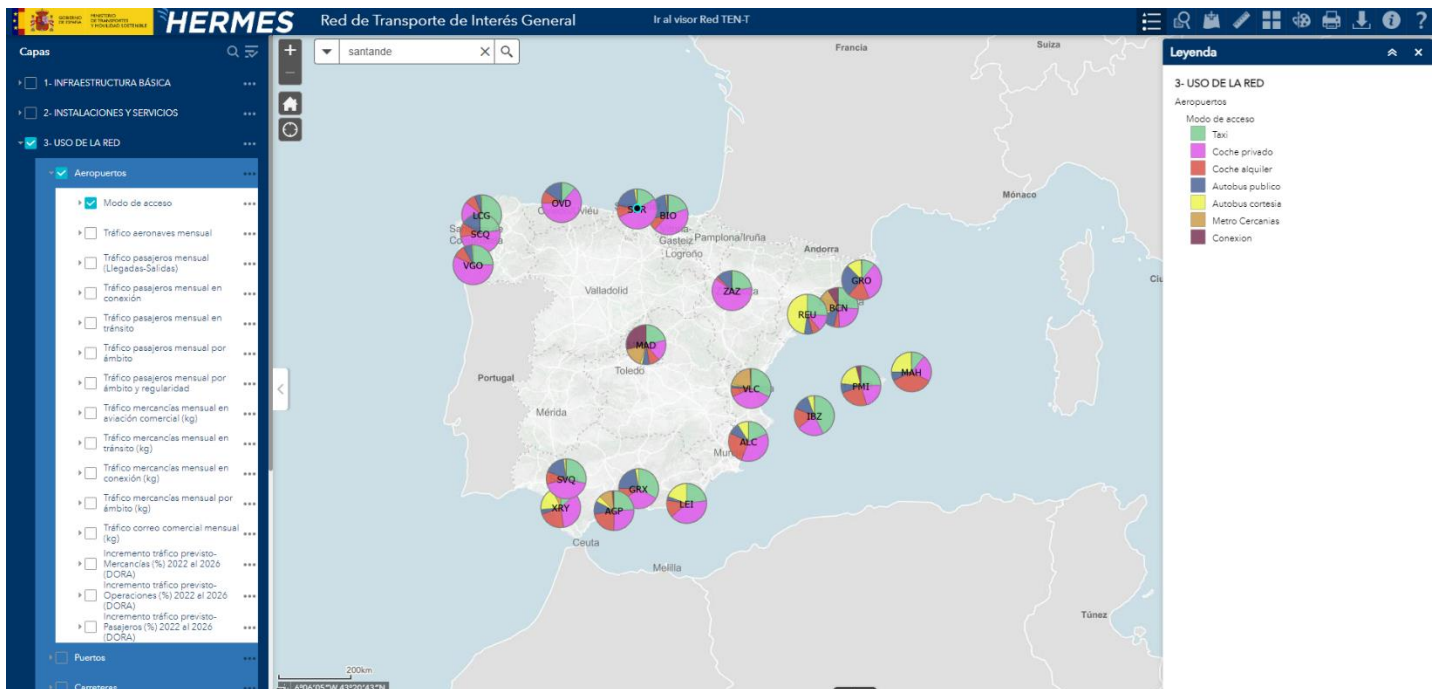 GOBIERNO DE ESPAÑA
MINISTERIO DE TRANSPORTES Y MOVILIDAD SOSTENIBLE
HERMES
Red de Transporte de Interés General
Ir al visor Red TEN-T
Capas
1- INFRAESTRUCTURA BÁSICA
2- INSTALACIONES Y SERVICIOS
3- USO DE LA RED
Aeropuertos
Modo de acceso
Tráfico aeronaves mensual
Tráfico pasajeros mensual
(Llegadas-Salidas)
Tráfico pasajeros mensual en
conexión
Tráfico pasajeros mensual en
tránsito
Tráfico pasajeros mensual por
ámbito
Tráfico pasajeros mensual por
ámbito y regularidad
Tráfico mercancías mensual en
aviación comercial (kg)
Tráfico mercancías mensual en
tránsito (kg)
Tráfico mercancías mensual en
conexión (kg)
Tráfico mercancías mensual por
ámbito (kg)
Tráfico correo comercial mensual
(kg)
Incremento tráfico previsto-
Mercancías (%) 2022 al 2026
(DORA)
Incremento tráfico previsto-
Operaciones (%) 2022 al 2026
(DORA)
Incremento tráfico previsto-
Pasajeros (%) 2022 al 2026
(DORA)
Puertos
Carreteras
santande
Francia
Suiza
Mónaco
LCG
OVD
SDR
BIO
SCQ
Gasteiz
Pamplona/Iruña
Logroño
Andorra
VGO
Valladolid
ZAZ
GRO
REU
BCN
MAD
Toledo
Portugal
VLC
PMI
MAH
Mérida
IBZ
ALC
SVQ
GRX
LEI
XRY
AGP
Ceuta
Melilla
Túnez
200km
Leyenda
3- USO DE LA RED
Aeropuertos
Modo de acceso
Taxi
Coche privado
Coche alquiler
Autobus publico
Autobus cortesia
Metro Cercanias
Conexion